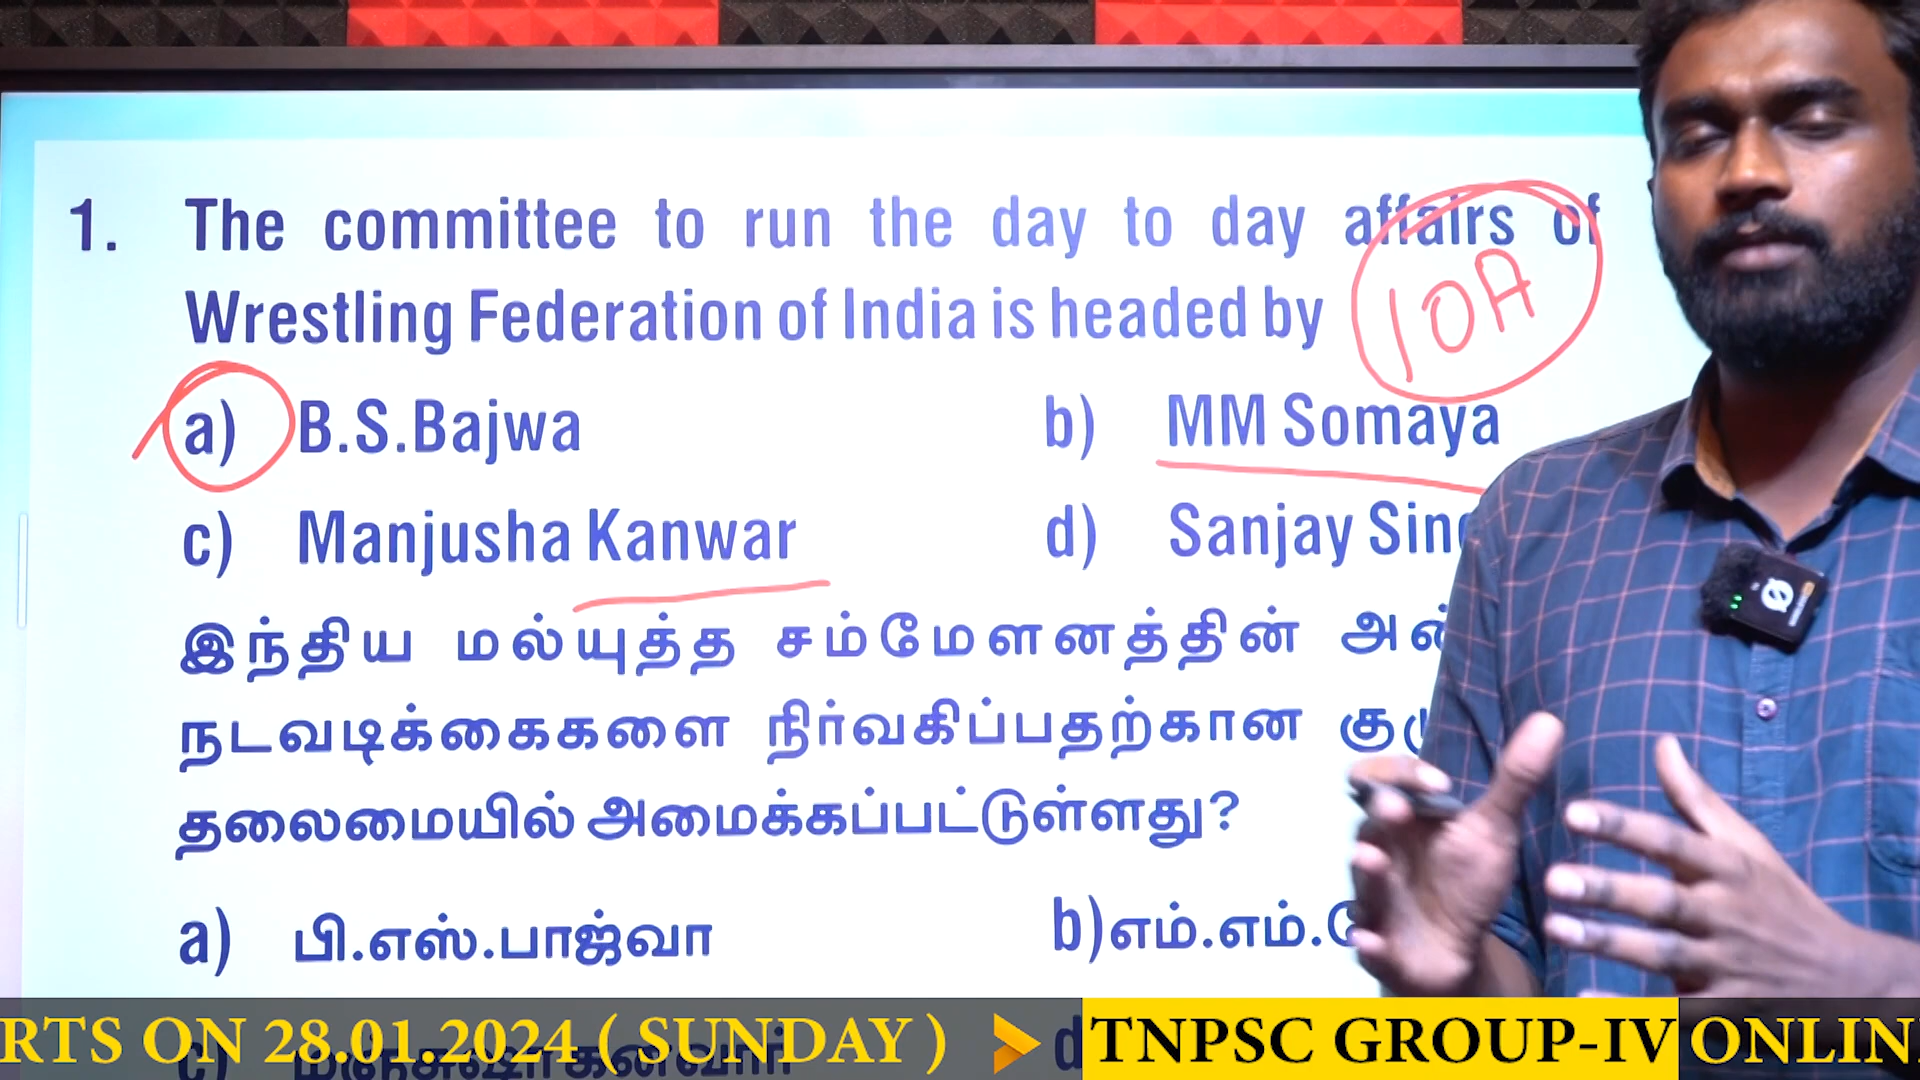 1. The committee to run the day to day affairs of
Wrestling Federation of India is headed by
IOA
a) B.S.Bajwa b) MM Somaya
c) Manjusha Kanwar d) Sanjay
இந்திய மல்யுத்த சம்மேளனத்தின்
நடவடிக்கைகளை நிர்வகிப்பதற்கான
தலைமையில் அமைக்கப்பட்டுள்ளது?
a) பி.எஸ்.பாஜ்வா b) எம்.எம்.
c) மஞ்சுஷா கன்வார் d
RTS ON 28.01.2024 ( SUNDAY ) TNPSC GROUP-IV ONLIN